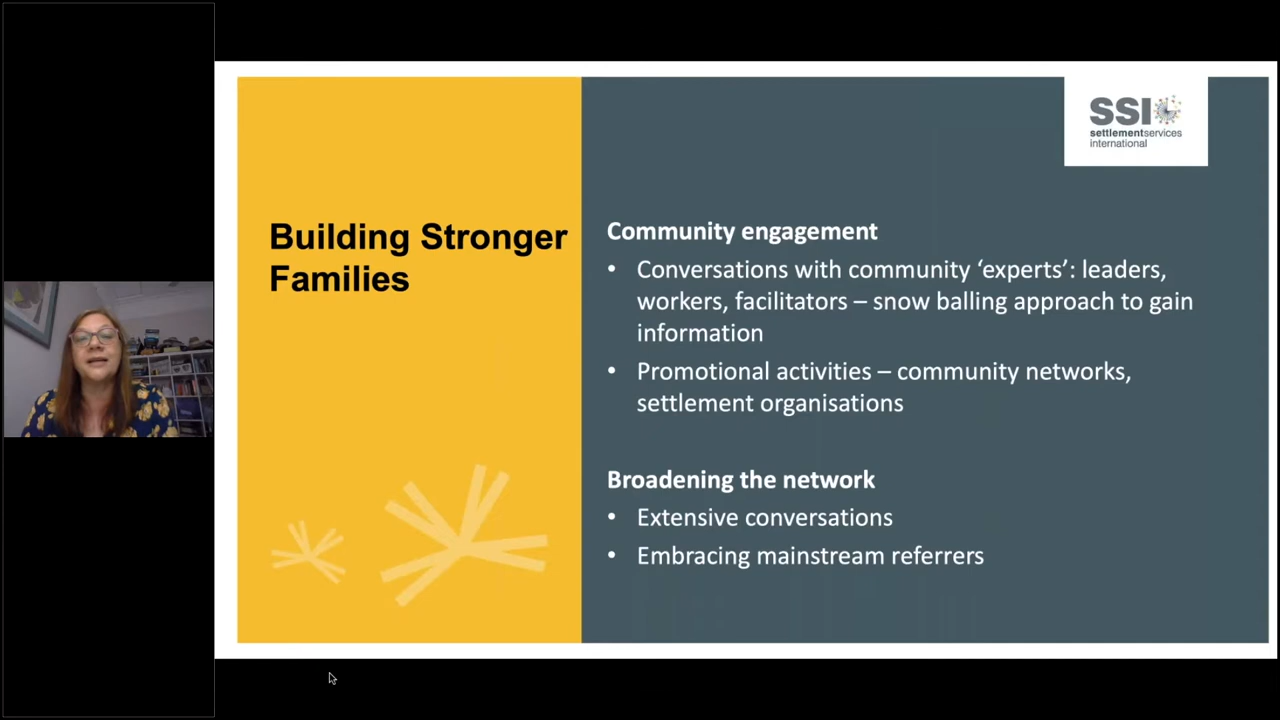 SSI
settlementservices
international
Building Stronger
Families
Community engagement
• Conversations with community ‘experts’: leaders,
workers, facilitators – snow balling approach to gain
information
• Promotional activities – community networks,
settlement organisations
Broadening the network
• Extensive conversations
• Embracing mainstream referrers